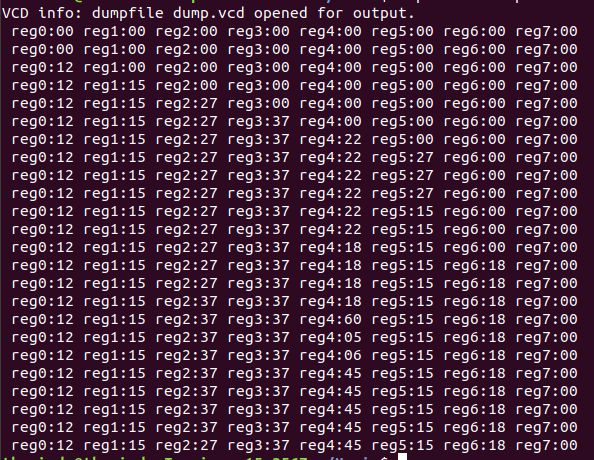 VCD info: dumpfile dump.vcd opened for output.
reg0:00 reg1:00 reg2:00 reg3:00 reg4:00 reg5:00 reg6:00 reg7:00
reg0:00 reg1:00 reg2:00 reg3:00 reg4:00 reg5:00 reg6:00 reg7:00
reg0:12 reg1:00 reg2:00 reg3:00 reg4:00 reg5:00 reg6:00 reg7:00
reg0:12 reg1:15 reg2:00 reg3:00 reg4:00 reg5:00 reg6:00 reg7:00
reg0:12 reg1:15 reg2:27 reg3:00 reg4:00 reg5:00 reg6:00 reg7:00
reg0:12 reg1:15 reg2:27 reg3:37 reg4:00 reg5:00 reg6:00 reg7:00
reg0:12 reg1:15 reg2:27 reg3:37 reg4:22 reg5:00 reg6:00 reg7:00
reg0:12 reg1:15 reg2:27 reg3:37 reg4:22 reg5:27 reg6:00 reg7:00
reg0:12 reg1:15 reg2:27 reg3:37 reg4:22 reg5:27 reg6:00 reg7:00
reg0:12 reg1:15 reg2:27 reg3:37 reg4:22 reg5:27 reg6:00 reg7:00
reg0:12 reg1:15 reg2:27 reg3:37 reg4:22 reg5:15 reg6:00 reg7:00
reg0:12 reg1:15 reg2:27 reg3:37 reg4:22 reg5:15 reg6:00 reg7:00
reg0:12 reg1:15 reg2:27 reg3:37 reg4:18 reg5:15 reg6:00 reg7:00
reg0:12 reg1:15 reg2:27 reg3:37 reg4:18 reg5:15 reg6:18 reg7:00
reg0:12 reg1:15 reg2:27 reg3:37 reg4:18 reg5:15 reg6:18 reg7:00
reg0:12 reg1:15 reg2:37 reg3:37 reg4:18 reg5:15 reg6:18 reg7:00
reg0:12 reg1:15 reg2:37 reg3:37 reg4:60 reg5:15 reg6:18 reg7:00
reg0:12 reg1:15 reg2:37 reg3:37 reg4:05 reg5:15 reg6:18 reg7:00
reg0:12 reg1:15 reg2:37 reg3:37 reg4:06 reg5:15 reg6:18 reg7:00
reg0:12 reg1:15 reg2:37 reg3:37 reg4:45 reg5:15 reg6:18 reg7:00
reg0:12 reg1:15 reg2:37 reg3:37 reg4:45 reg5:15 reg6:18 reg7:00
reg0:12 reg1:15 reg2:37 reg3:37 reg4:45 reg5:15 reg6:18 reg7:00
reg0:12 reg1:15 reg2:37 reg3:37 reg4:45 reg5:15 reg6:18 reg7:00
reg0:12 reg1:15 reg2:27 reg3:37 reg4:45 reg5:15 reg6:18 reg7:00